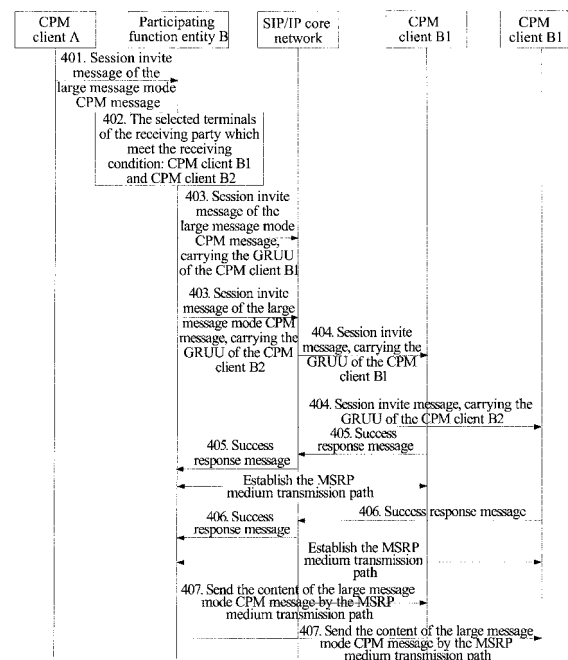 CPM
client A
Participating
function entity B
SIP/IP core
network
CPM
client B1
CPM
client B1
401. Session invite
message of the
large message mode
CPM message
402. The selected terminals
of the receiving party which
meet the receiving
condition: CPM client B1
and CPM client B2
403. Session invite
message of the
large message mode
CPM message,
carrying the GRUU
of the CPM client B1
403. Session invite
message of the large
message mode CPM
message, carrying the
GRUU of the CPM
client B2
404. Session invite
message, carrying the
GRUU of the CPM
client B1
404. Session invite message, carrying the
GRUU of the CPM client B2
405. Success
response message
405. Success
response message
Establish the MSRP
medium transmission path
406. Success response message
406. Success
response message
Establish the MSRP
medium transmission
path
407. Send the content of the large message
mode CPM message by the MSRP
medium transmission path
407. Send the content of the large message
mode CPM message by the MSRP
medium transmission path